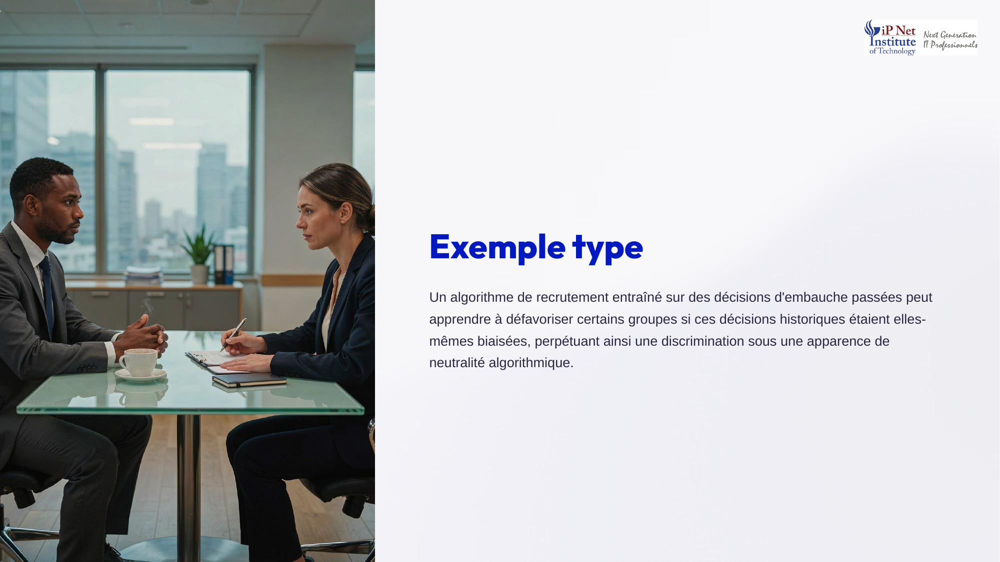 iP Net
Institute
of Technology
Next Generation
IT Professionnels
Exemple type
Un algorithme de recrutement entraîné sur des décisions d'embauche passées peut
apprendre à défavoriser certains groupes si ces décisions historiques étaient elles-
mêmes biaisées, perpétuant ainsi une discrimination sous une apparence de
neutralité algorithmique.